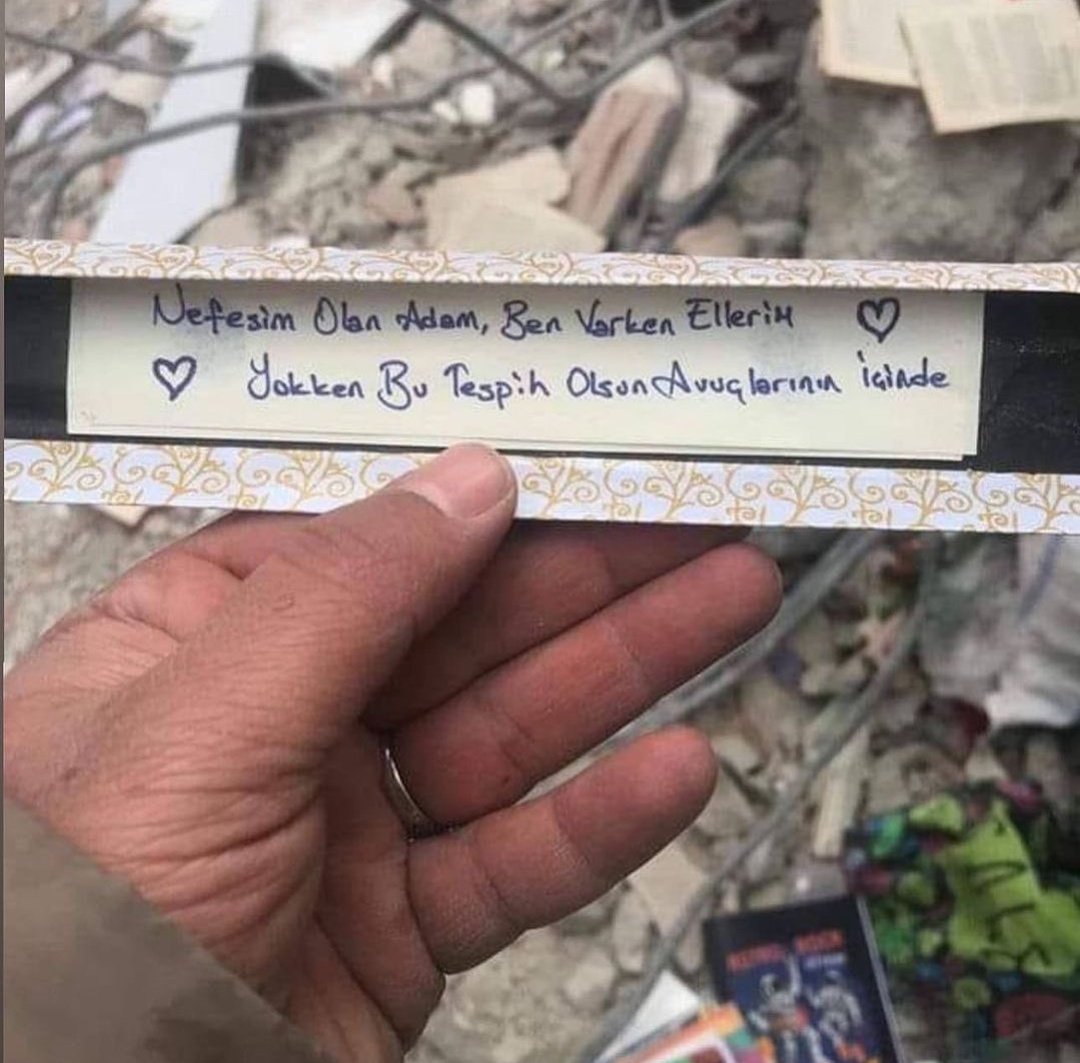 Nefesim Olan Adam, Ben Varken Ellerim
Yokken Bu Tespih Olsun Avuçlarının İçinde